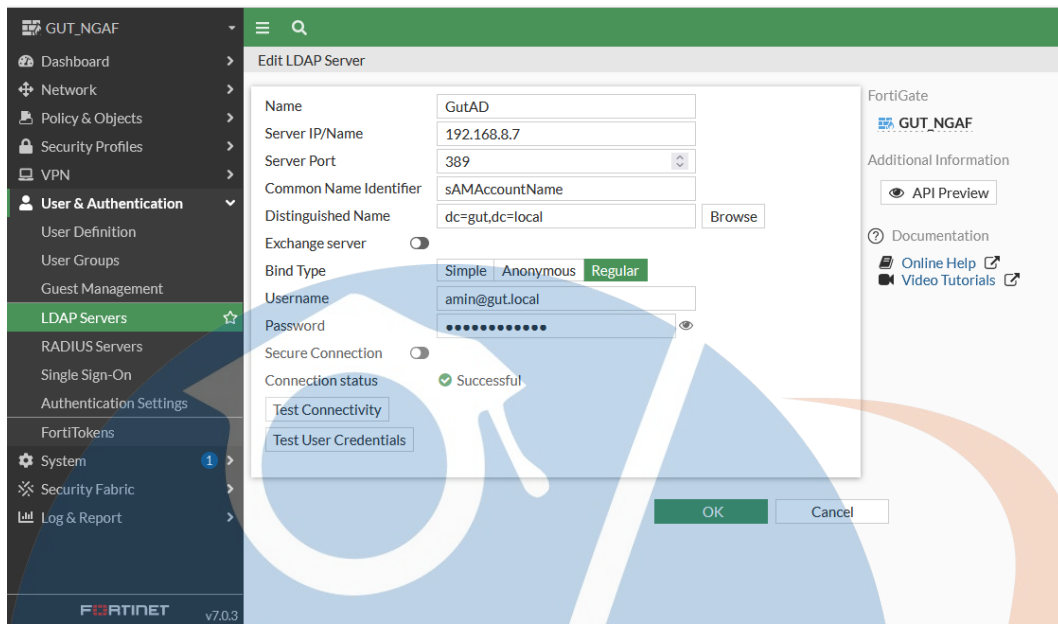 GUT_NGAF
Dashboard
Network
Policy & Objects
Security Profiles
VPN
User & Authentication
User Definition
User Groups
Guest Management
LDAP Servers
RADIUS Servers
Single Sign-On
Authentication Settings
FortiTokens
System 1
Security Fabric
Log & Report
FORTINET v7.0.3
Edit LDAP Server
Name GutAD
Server IP/Name 192.168.8.7
Server Port 389
Common Name Identifier sAMAccountName
Distinguished Name dc=gut,dc=local Browse
Exchange server
Bind Type Simple Anonymous Regular
Username amin@gut.local
Password ••••••••••••
Secure Connection
Connection status Successful
Test Connectivity
Test User Credentials
OK Cancel
FortiGate
GUT_NGAF
Additional Information
API Preview
Documentation
Online Help
Video Tutorials